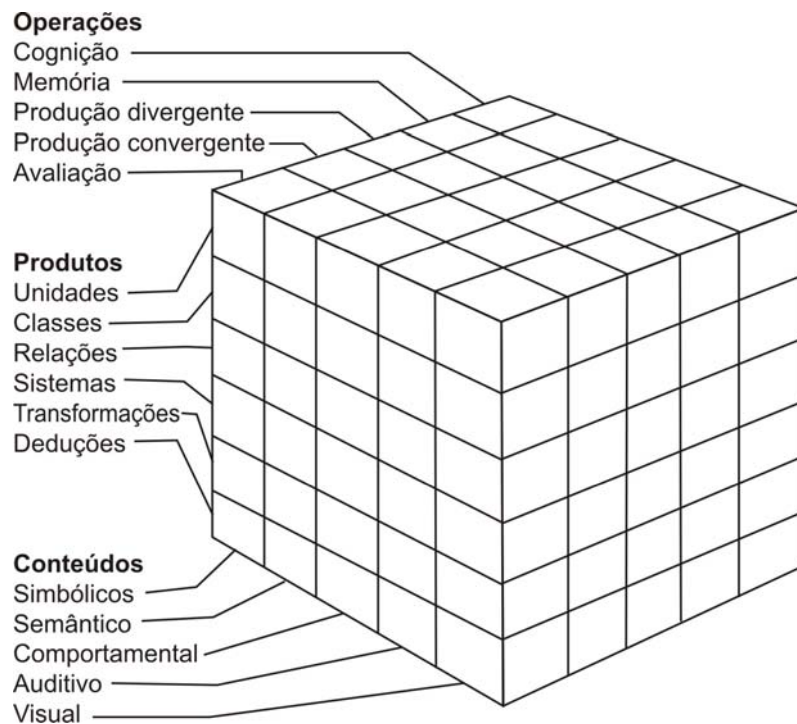 Operações
Cognição
Memória
Produção divergente
Produção convergente
Avaliação
Produtos
Unidades
Classes
Relações
Sistemas
Transformações
Deduções
Conteúdos
Simbólicos
Semântico
Comportamental
Auditivo
Visual